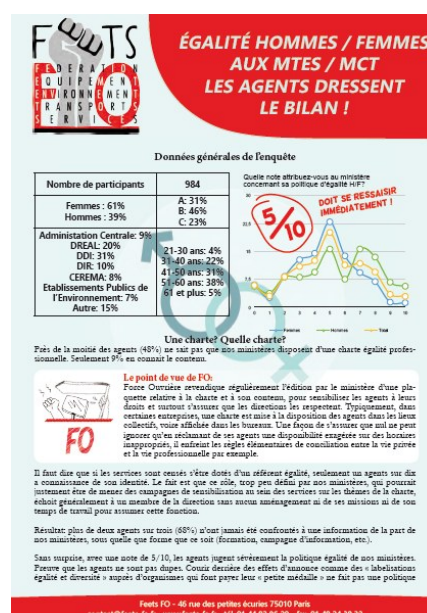 FEETS
FEDERATION
EQUIPEMENT
ENVIRONNEMENT
TRANSPORTS
SERVICES
FO
ÉGALITÉ HOMMES / FEMMES
AUX MTES / MCT
LES AGENTS DRESSENT
LE BILAN !
Données générales de l'enquête
Nombre de participants
984
Femmes : 61%
Hommes : 39%
A: 31%
B: 46%
C: 23%
Administation Centrale: 9%
DREAL: 20%
DDI: 31%
DIR: 10%
CEREMA: 8%
Etablissements Publics de
l'Environnement: 7%
Autre: 15%
21-30 ans: 4%
31-40 ans: 22%
41-50 ans: 31%
51-60 ans: 38%
61 et plus: 5%
Quelle note attribuez-vous au ministère
concernant sa politique d'égalité H/F?
5/10
DOIT SE RESSAISIR
IMMÉDIATEMENT !
Femmes
Hommes
Total
Une charte? Quelle charte?
Près de la moitié des agents (48%) ne sait pas que nos ministères disposent d'une charte égalité profes-
sionnelle. Seulement 9% en connait le contenu.
FO
Le point de vue de FO:
Force Ouvrière revendique régulièrement l'édition par le ministère d'une pla-
quette relative à la charte et à son contenu, pour sensibiliser les agents à leurs
droits et surtout s'assurer que les directions les respectent. Typiquement, dans
certaines entreprises, une charte est mise à la disposition des agents dans les lieux
collectifs, voire affichée dans les bureaux. Une façon de s'assurer que nul ne peut
ignorer qu'en réclamant de ses agents une disponibilité exagérée sur des horaires
inappropriés, il enfreint les règles élémentaires de conciliation entre la vie privée
et la vie professionnelle par exemple.
Il faut dire que si les services sont censés s'être dotés d'un référent égalité, seulement un agents sur dix
a connaissance de son identité. Le fait est que ce rôle, trop peu défini par nos ministères, qui pourrait
justement être de mener des campagnes de sensibilisation au sein des services sur les thèmes de la charte,
échoit généralement à un membre de la direction sans aucun aménagement ni de ses missions ni de son
temps de travail pour assumer cette fonction.
Résultat: plus de deux agents sur trois (68%) n'ont jamais été confrontés à une information de la part de
nos ministères, sous quelle que forme que ce soit (formation, campagne d'information, etc.).
Sans surprise, avec une note de 5/10, les agents jugent sévèrement la politique égalité de nos ministères.
Preuve que les agents ne sont pas dupes. Courir derrière des effets d'annonce comme des « labelisations
égalité et diversité » auprès d'organismes qui font payer leur « petite médaille » ne fait pas une politique
Feets FO - 46 rue des petites écuries 75010 Paris